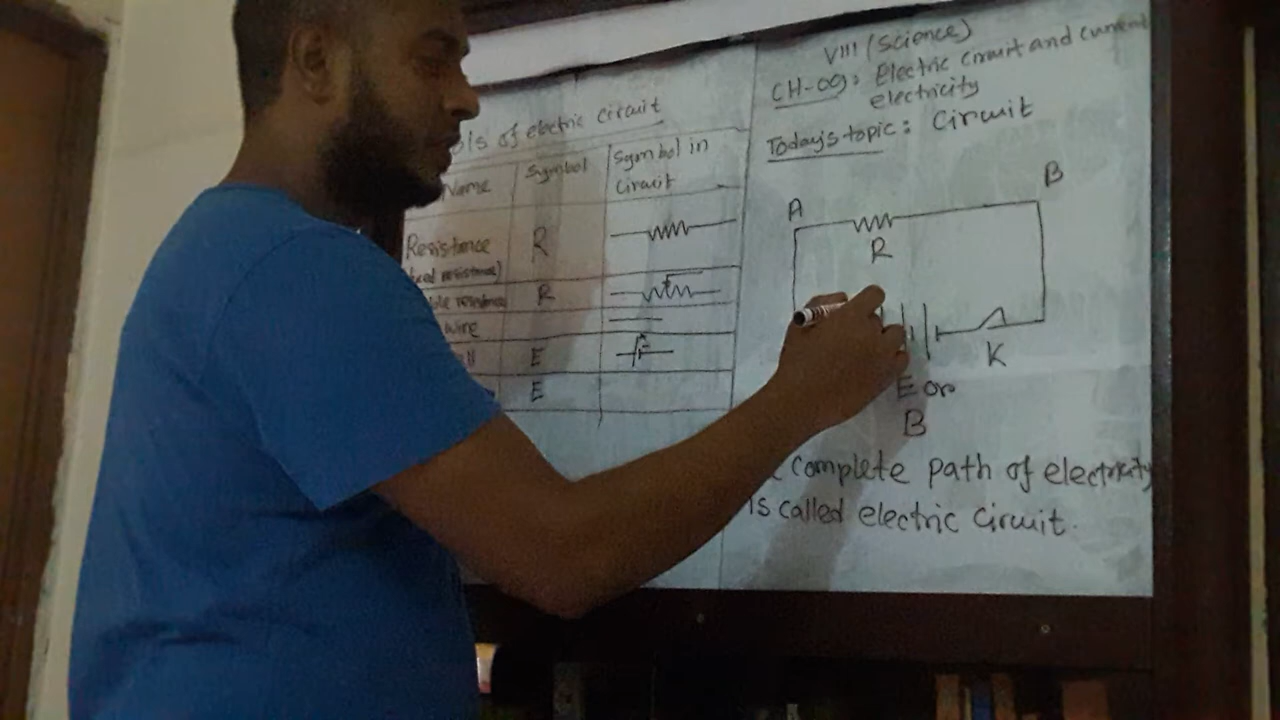 of electric circuit
Name Symbol Symbol in
circuit
Resistance R
resistance)
R
wire
E
E
VIII (Science)
CH-09: Electric circuit and current
electricity
Today's topic: Circuit
A B
R
K
E or
B
complete path of electricity
is called electric circuit.